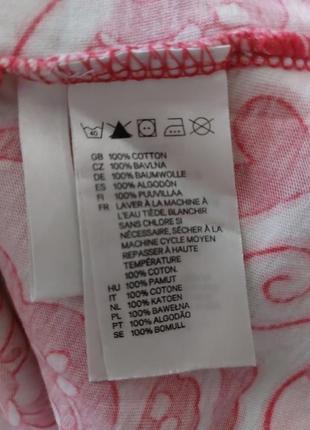 40
GB 100% COTTON
CZ 100% BAVLNA
DE 100% BAUMWOLLE
ES 100% ALGODÓN
FI 100% PUUVILLAA
FR LAVER À LA MACHINE À
L'EAU TIÈDE, BLANCHIR
SANS CHLORE SI
NÉCESSAIRE, SÉCHER À LA
MACHINE CYCLE MOYEN
REPASSER À HAUTE
TEMPÉRATURE
100% COTON.
HU 100% PAMUT
IT 100% COTONE
NL 100% KATOEN
PL 100% BAWEŁNA
PT 100% ALGODÃO
SE 100% BOMULL